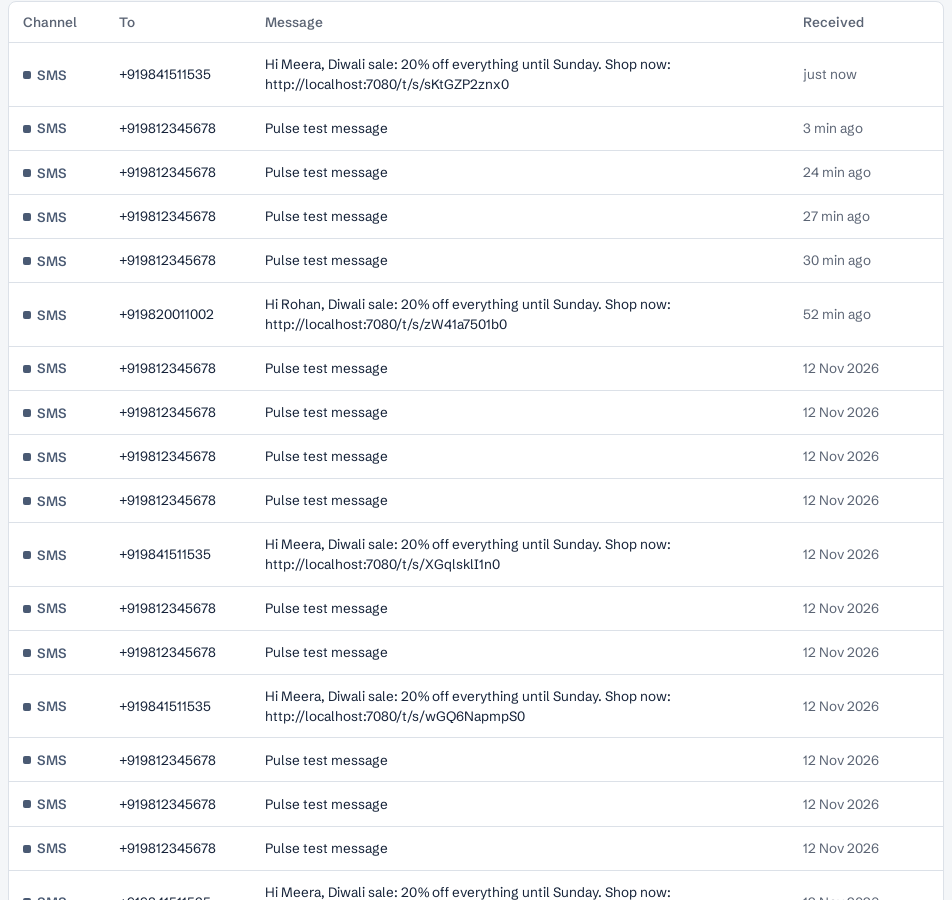 Channel To Message Received
SMS +919841511535 Hi Meera, Diwali sale: 20% off everything until Sunday. Shop now: just now
http://localhost:7080/t/s/sKtGZP2znx0
SMS +919812345678 Pulse test message 3 min ago
SMS +919812345678 Pulse test message 24 min ago
SMS +919812345678 Pulse test message 27 min ago
SMS +919812345678 Pulse test message 30 min ago
SMS +919820011002 Hi Rohan, Diwali sale: 20% off everything until Sunday. Shop now: 52 min ago
http://localhost:7080/t/s/zW41a7501b0
SMS +919812345678 Pulse test message 12 Nov 2026
SMS +919812345678 Pulse test message 12 Nov 2026
SMS +919812345678 Pulse test message 12 Nov 2026
SMS +919812345678 Pulse test message 12 Nov 2026
SMS +919841511535 Hi Meera, Diwali sale: 20% off everything until Sunday. Shop now: 12 Nov 2026
http://localhost:7080/t/s/XGqlsklI1n0
SMS +919812345678 Pulse test message 12 Nov 2026
SMS +919812345678 Pulse test message 12 Nov 2026
SMS +919841511535 Hi Meera, Diwali sale: 20% off everything until Sunday. Shop now: 12 Nov 2026
http://localhost:7080/t/s/wGQ6NapmpS0
SMS +919812345678 Pulse test message 12 Nov 2026
SMS +919812345678 Pulse test message 12 Nov 2026
SMS +919812345678 Pulse test message 12 Nov 2026
Hi Meera, Diwali sale: 20% off everything until Sunday. Shop now: